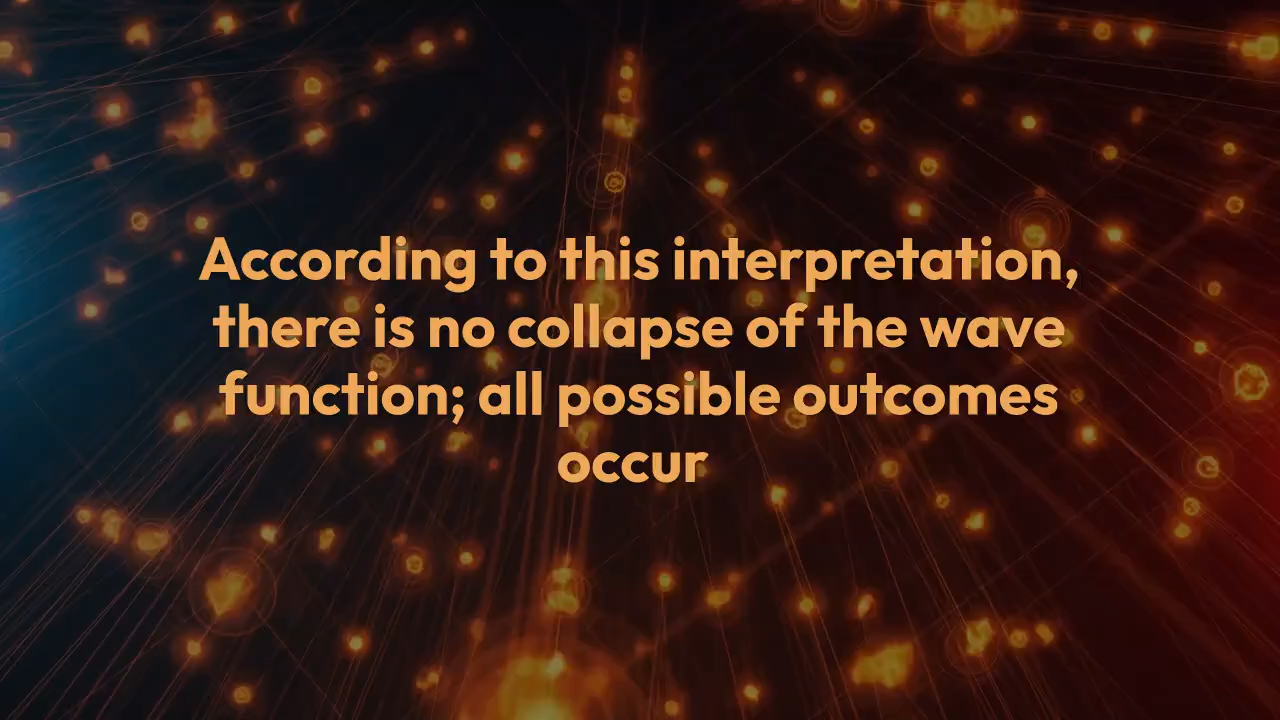 According to this interpretation,
there is no collapse of the wave
function; all possible outcomes
occur